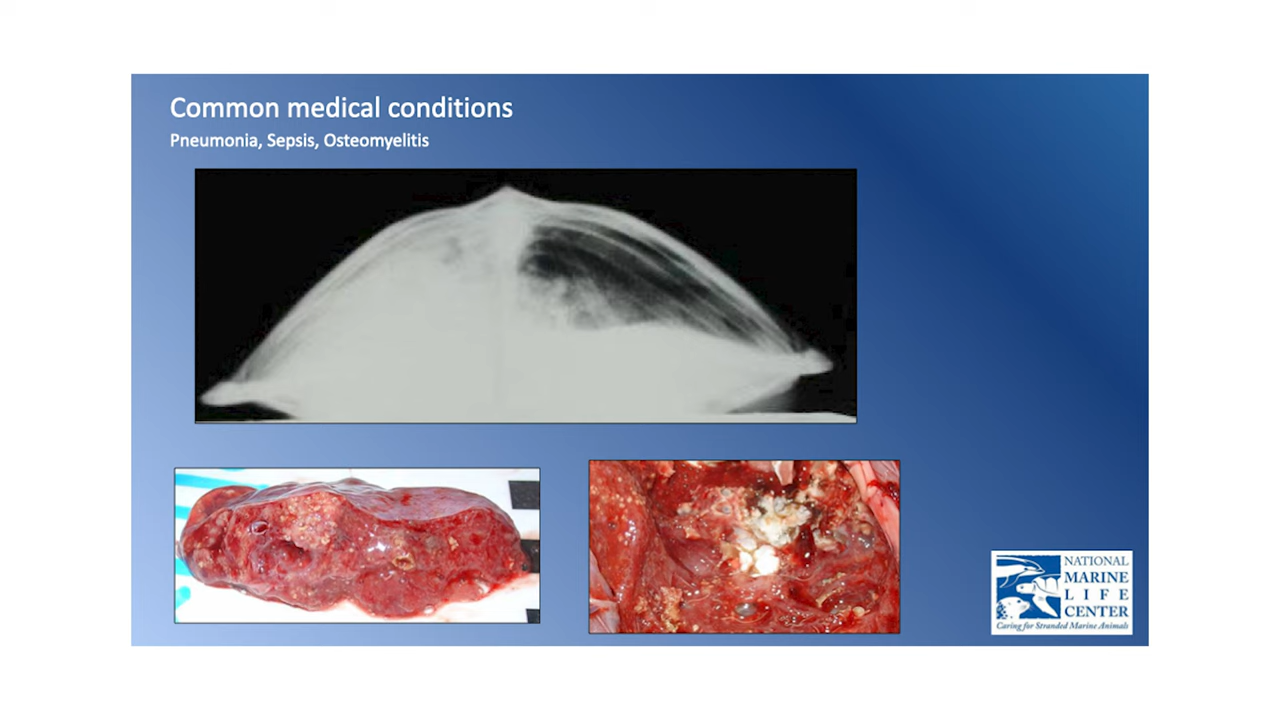 Common medical conditions
Pneumonia, Sepsis, Osteomyelitis
NATIONAL
MARINE
LIFE
CENTER
Caring for Stranded Marine Animals